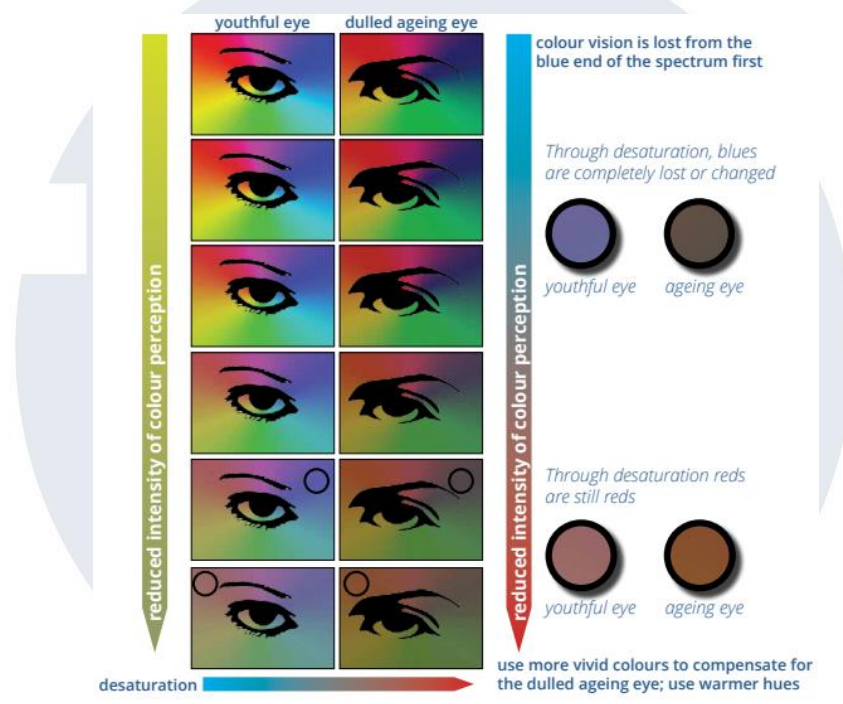 youthful eye
dulled ageing eye
colour vision is lost from the
blue end of the spectrum first
Through desaturation, blues
are completely lost or changed
youthful eye
ageing eye
reduced intensity of colour perception
reduced intensity of colour perception
Through desaturation reds
are still reds
youthful eye
ageing eye
use more vivid colours to compensate for
the dulled ageing eye; use warmer hues
desaturation